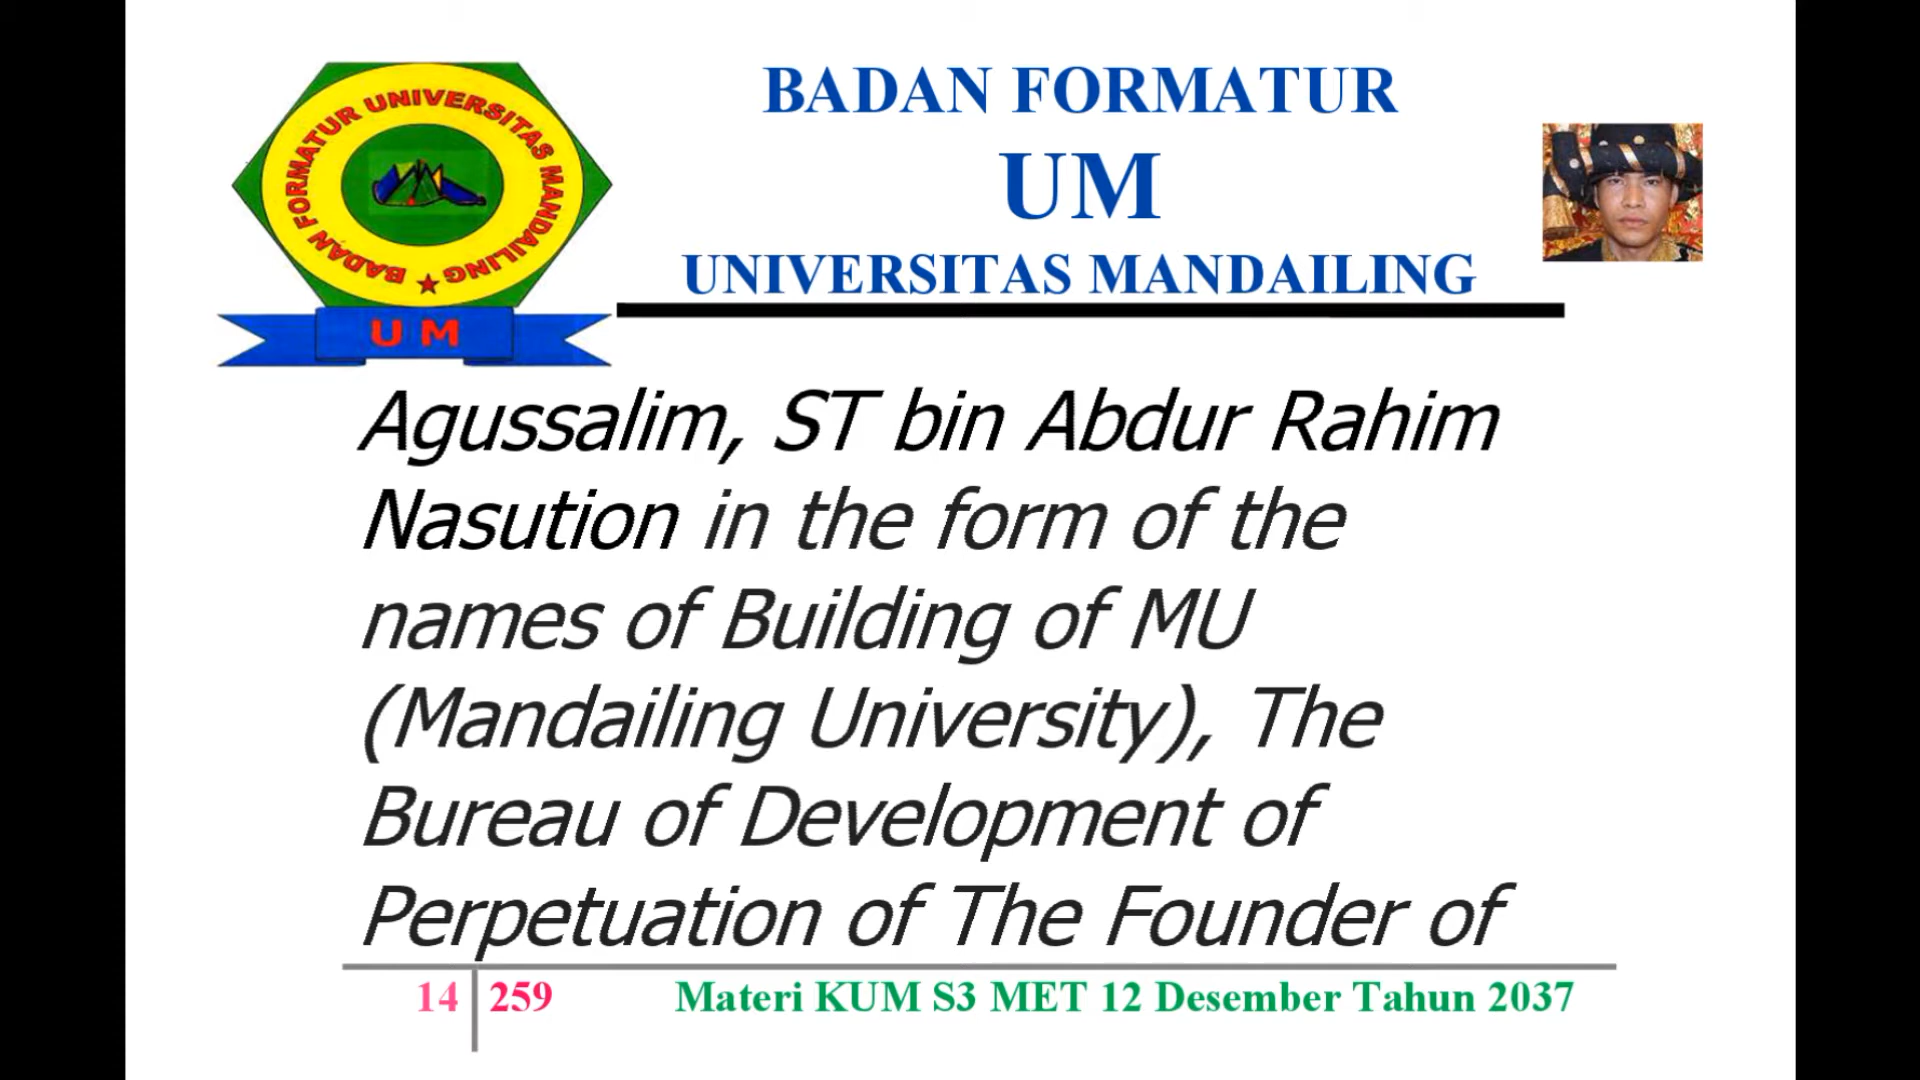 BADAN FORMATUR UNIVERSITAS MANDAILING
U M
BADAN FORMATUR
UM
UNIVERSITAS MANDAILING
Agussalim, ST bin Abdur Rahim
Nasution in the form of the
names of Building of MU
(Mandailing University), The
Bureau of Development of
Perpetuation of The Founder of
14 259 Materi KUM S3 MET 12 Desember Tahun 2037